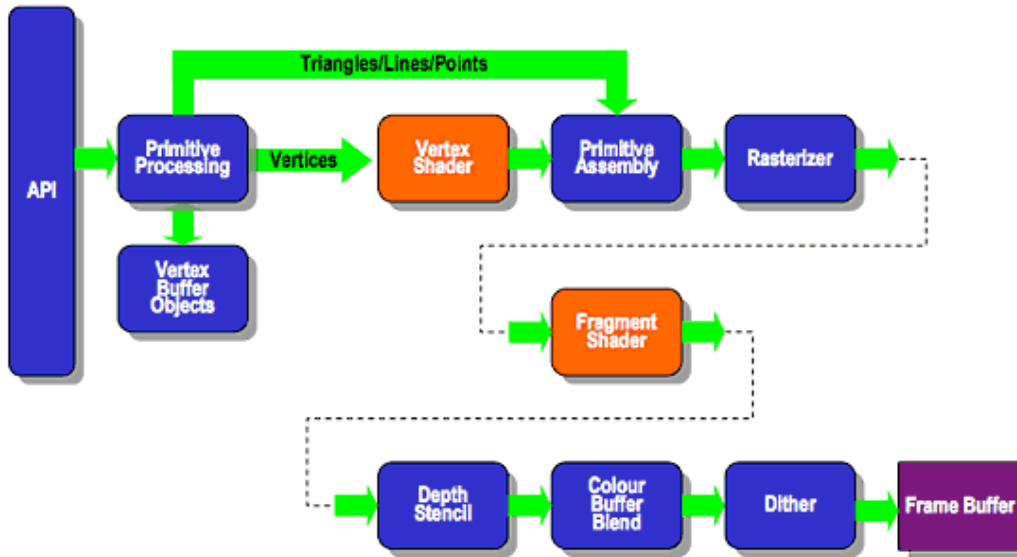 Triangles/Lines/Points
API
Primitive
Processing
Vertices
Vertex
Shader
Primitive
Assembly
Rasterizer
Vertex
Buffer
Objects
Fragment
Shader
Depth
Stencil
Colour
Buffer
Blend
Dither
Frame Buffer